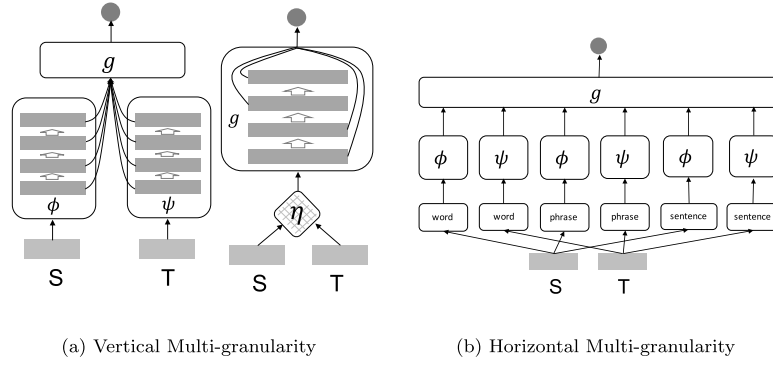 g
g
ϕ
ψ
η
S
T
S
T
g
ϕ
ψ
ϕ
ψ
ϕ
ψ
word
word
phrase
phrase
sentence
sentence
S
T
(a) Vertical Multi-granularity
(b) Horizontal Multi-granularity